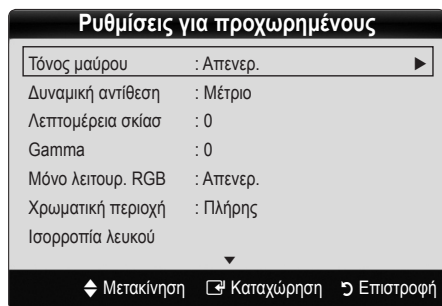 Ρυθμίσεις για προχωρημένους
Τόνος μαύρου : Απενερ. ▶
Δυναμική αντίθεση : Μέτριο
Λεπτομέρεια σκίασ : 0
Gamma : 0
Μόνο λειτουρ. RGB : Απενερ.
Χρωματική περιοχή : Πλήρης
Ισορροπία λευκού
▼
Μετακίνηση Καταχώρηση Επιστροφή